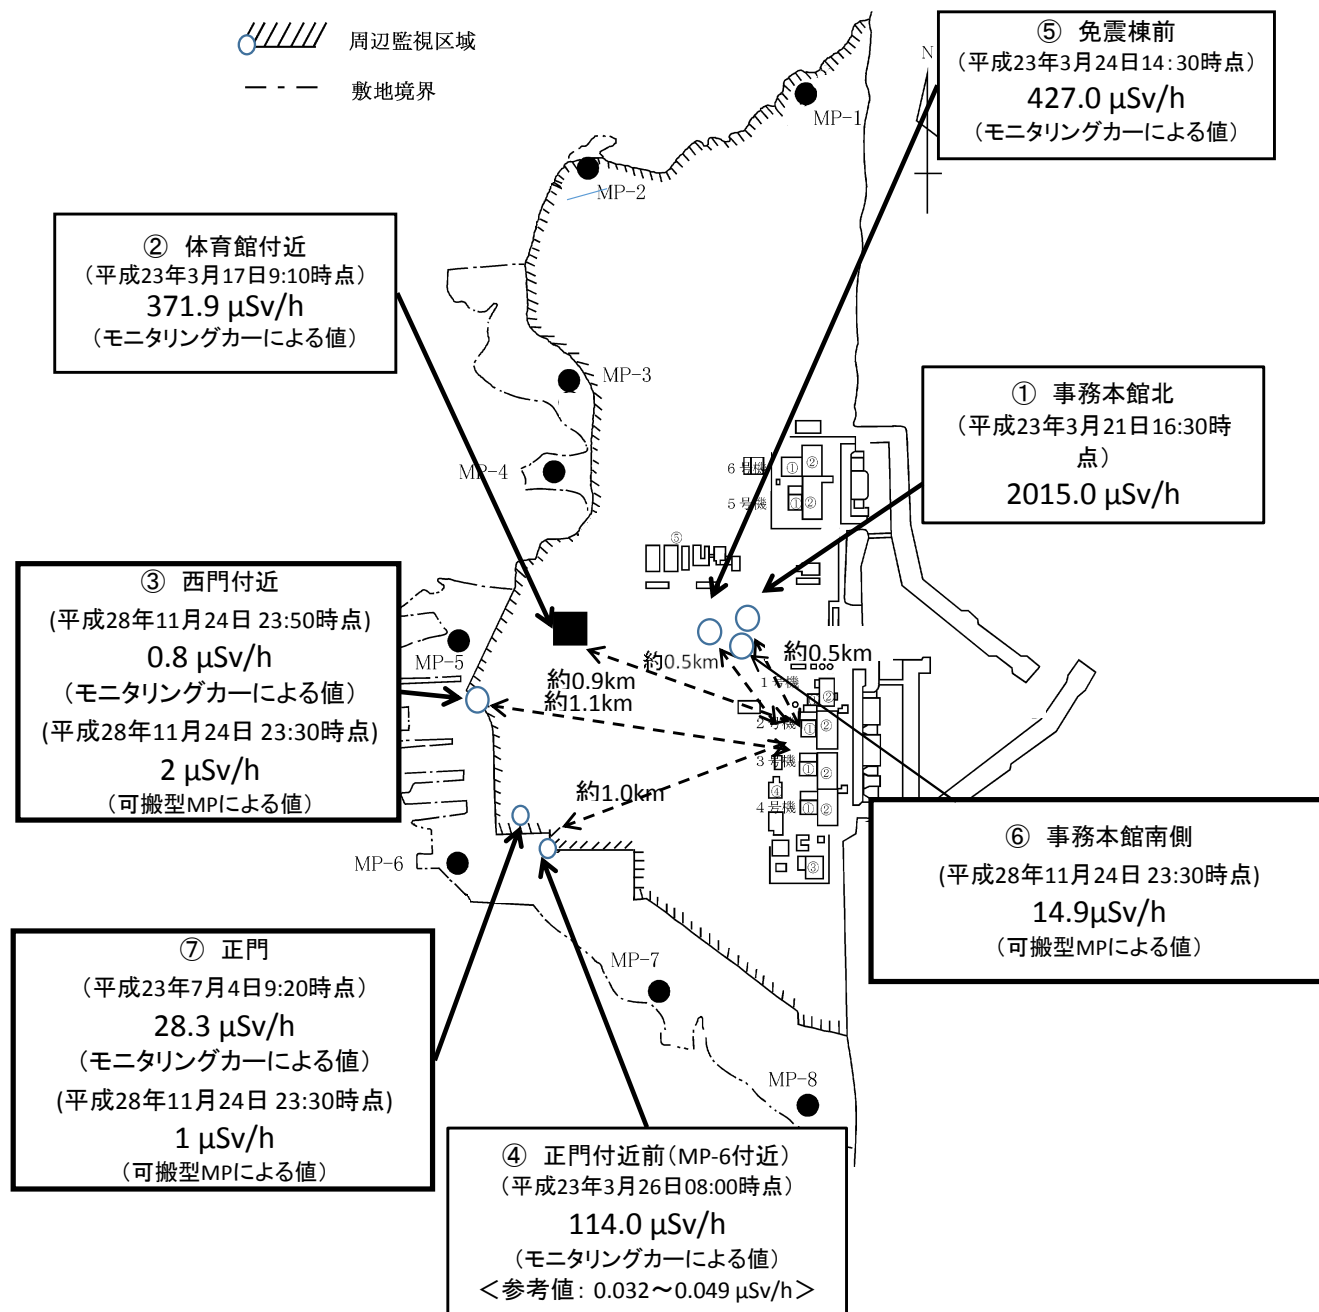 周辺監視区域
敷地境界
⑤ 免震棟前
(平成23年3月24日14:30時点)
427.0 μSv/h
(モニタリングカーによる値)
N
MP-1
MP-2
② 体育館付近
(平成23年3月17日9:10時点)
371.9 μSv/h
(モニタリングカーによる値)
MP-3
MP-4
① 事務本館北
(平成23年3月21日16:30時
点)
2015.0 μSv/h
6号機
①
②
5号機
①
②
⑤
③ 西門付近
(平成28年11月24日 23:50時点)
0.8 μSv/h
(モニタリングカーによる値)
(平成28年11月24日 23:30時点)
2 μSv/h
(可搬型MPによる値)
MP-5
約0.9km
約1.1km
約0.5km
約0.5km
1号機
②
2号機
①
②
3号機
①
②
④
4号機
①
②
③
約1.0km
MP-6
⑥ 事務本館南側
(平成28年11月24日 23:30時点)
14.9μSv/h
(可搬型MPによる値)
⑦ 正門
(平成23年7月4日9:20時点)
28.3 μSv/h
(モニタリングカーによる値)
(平成28年11月24日 23:30時点)
1 μSv/h
(可搬型MPによる値)
MP-7
MP-8
④ 正門付近前(MP-6付近)
(平成23年3月26日08:00時点)
114.0 μSv/h
(モニタリングカーによる値)
<参考値: 0.032～0.049 μSv/h>